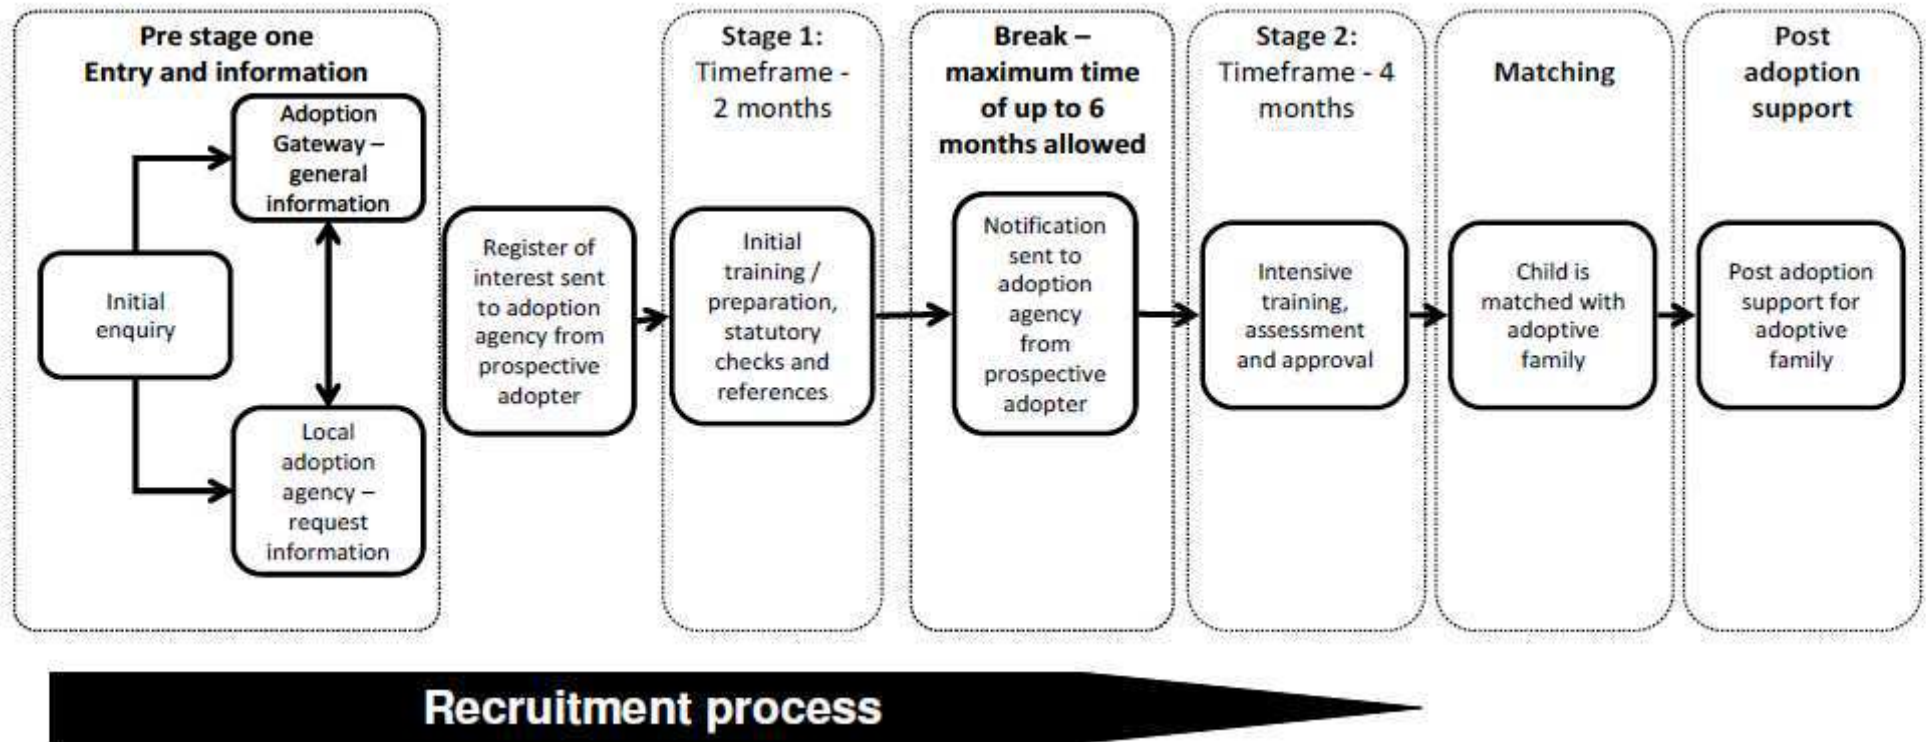 Pre stage one
Entry and information
Adoption
Gateway –
general
information
Initial
enquiry
Local
adoption
agency –
request
information
Register of
interest sent
to adoption
agency from
prospective
adopter
Stage 1:
Timeframe -
2 months
Initial
training /
preparation,
statutory
checks and
references
Break –
maximum time
of up to 6
months allowed
Notification
sent to
adoption
agency
from
prospective
adopter
Stage 2:
Timeframe - 4
months
Intensive
training,
assessment
and approval
Matching
Child is
matched with
adoptive
family
Post
adoption
support
Post adoption
support for
adoptive
family
Recruitment process